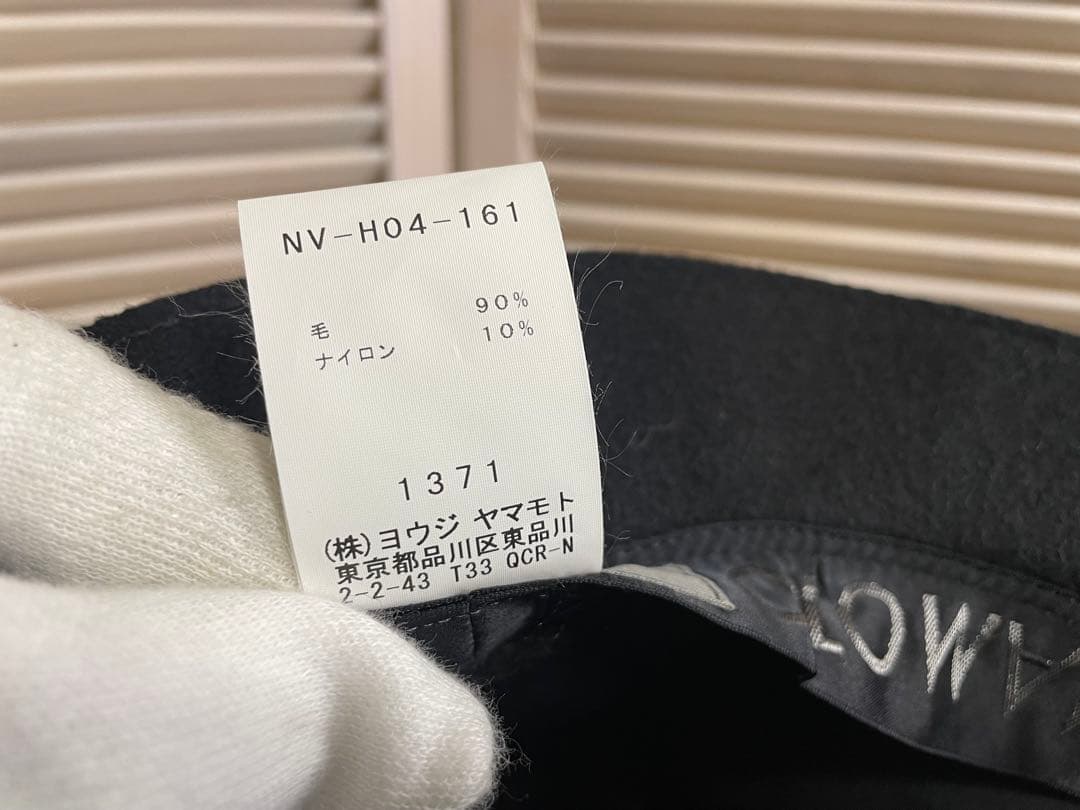 NV-H04-161
毛 90%
ナイロン 10%
1371
(株)ヨウジ ヤマモト
東京都品川区東品川
2-2-43 T33 QCR-N